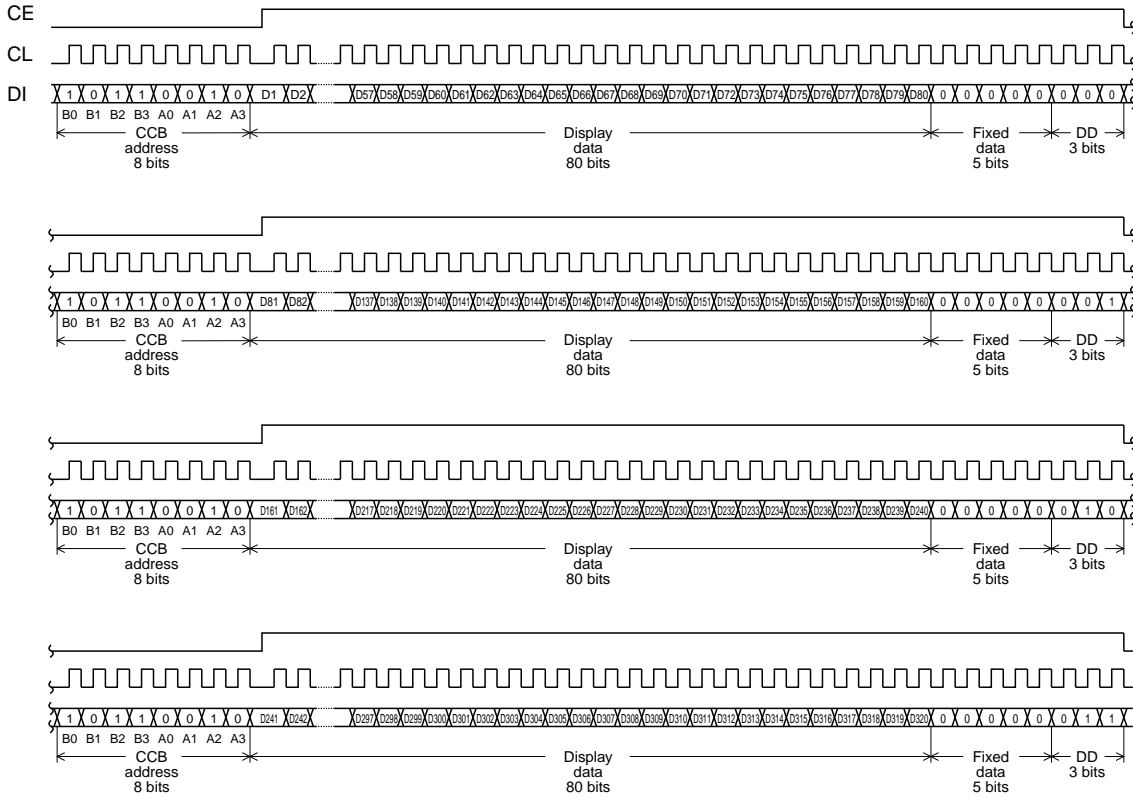 CE
CL
DI 1 0 1 1 0 0 1 0 D1 D2 D57 D58 D59 D60 D61 D62 D63 D64 D65 D66 D67 D68 D69 D70 D71 D72 D73 D74 D75 D76 D77 D78 D79 D80 0 0 0 0 0 0 0 0
B0 B1 B2 B3 A0 A1 A2 A3
CCB address 8 bits
Display data 80 bits
Fixed data 5 bits
DD 3 bits
1 0 1 1 0 0 1 0 D81 D82 D137 D138 D139 D140 D141 D142 D143 D144 D145 D146 D147 D148 D149 D150 D151 D152 D153 D154 D155 D156 D157 D158 D159 D160 0 0 0 0 0 0 0 1
B0 B1 B2 B3 A0 A1 A2 A3
CCB address 8 bits
Display data 80 bits
Fixed data 5 bits
DD 3 bits
1 0 1 1 0 0 1 0 D161 D162 D217 D218 D219 D220 D221 D222 D223 D224 D225 D226 D227 D228 D229 D230 D231 D232 D233 D234 D235 D236 D237 D238 D239 D240 0 0 0 0 0 0 1 0
B0 B1 B2 B3 A0 A1 A2 A3
CCB address 8 bits
Display data 80 bits
Fixed data 5 bits
DD 3 bits
1 0 1 1 0 0 1 0 D241 D242 D297 D298 D299 D300 D301 D302 D303 D304 D305 D306 D307 D308 D309 D310 D311 D312 D313 D314 D315 D316 D317 D318 D319 D320 0 0 0 0 0 0 1 1
B0 B1 B2 B3 A0 A1 A2 A3
CCB address 8 bits
Display data 80 bits
Fixed data 5 bits
DD 3 bits